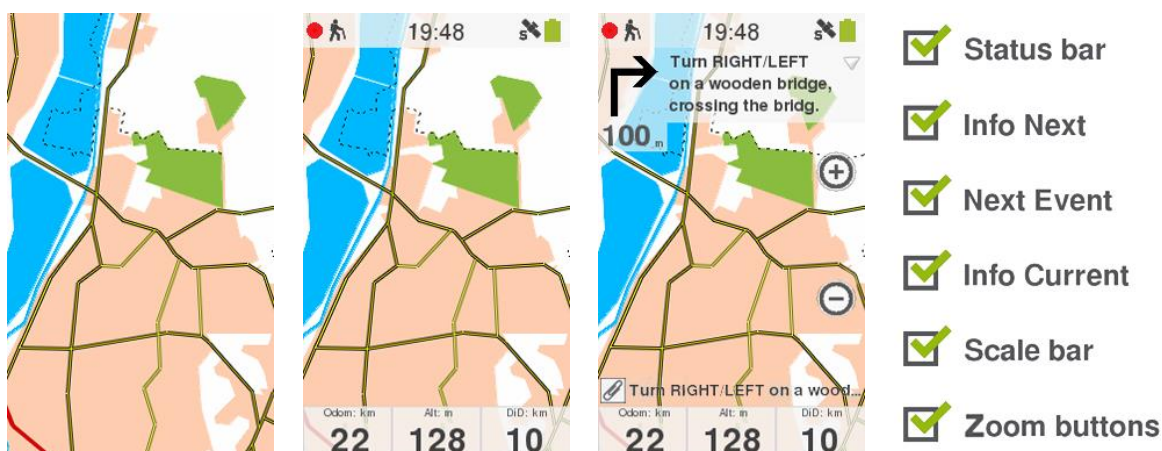 19:48
S
Odom: km
Alt: m
DiD: km
22
128
10
19:48
S
Turn RIGHT/LEFT
on a wooden bridge,
crossing the bridg.
100 m
Turn RIGHT/LEFT on a wood...
Odom: km
Alt: m
DiD: km
22
128
10
Status bar
Info Next
Next Event
Info Current
Scale bar
Zoom buttons